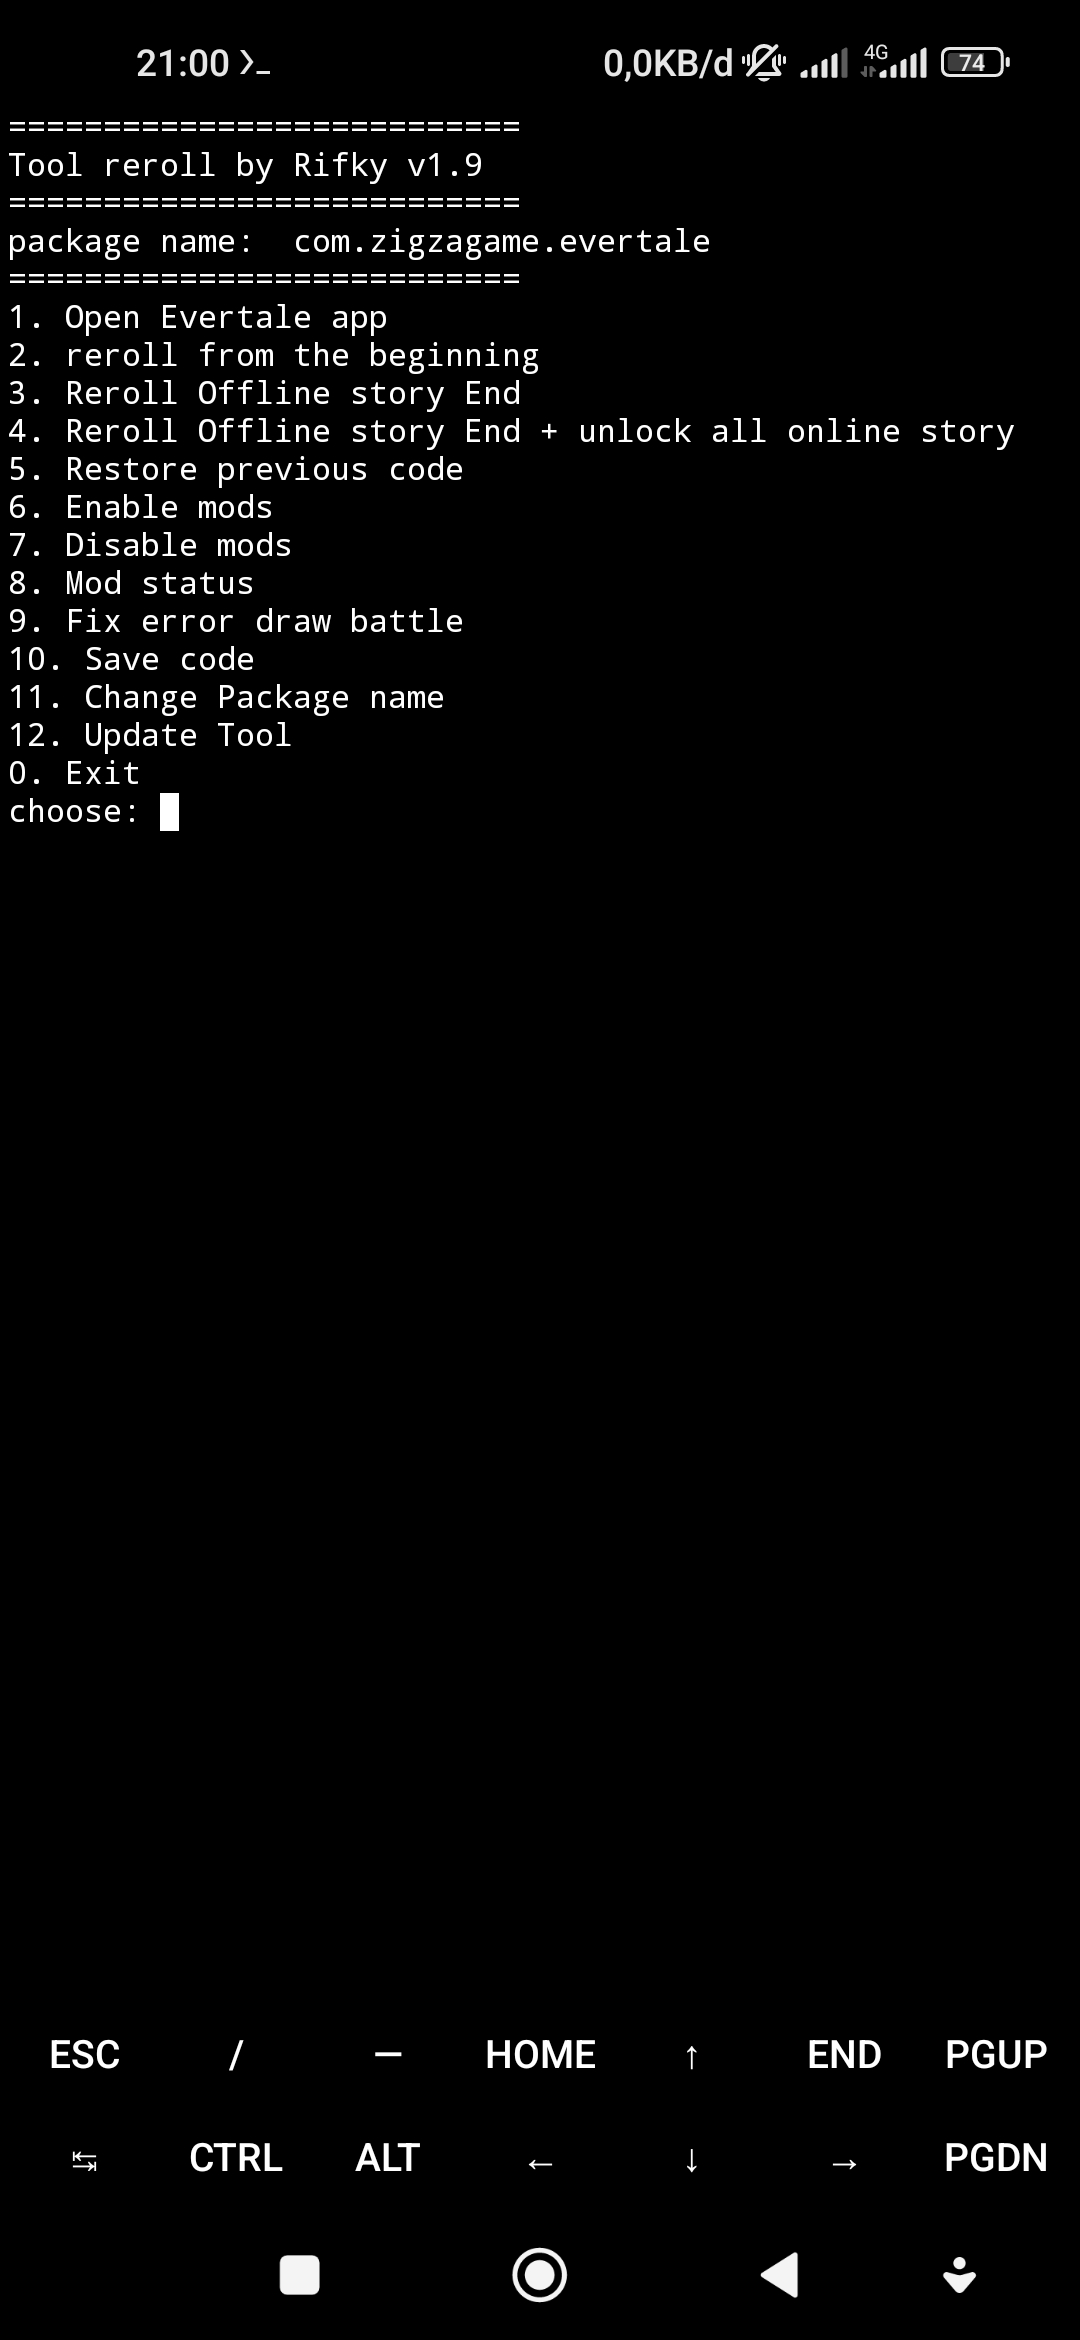 21:00
0,0KB/d 4G 74
===========================
Tool reroll by Rifky v1.9
===========================
package name:  com.zigzagame.evertale
===========================
1. Open Evertale app
2. reroll from the beginning
3. Reroll Offline story End
4. Reroll Offline story End + unlock all online story
5. Restore previous code
6. Enable mods
7. Disable mods
8. Mod status
9. Fix error draw battle
10. Save code
11. Change Package name
12. Update Tool
0. Exit
choose:
ESC / — HOME ↑ END PGUP
↹ CTRL ALT ← ↓ → PGDN